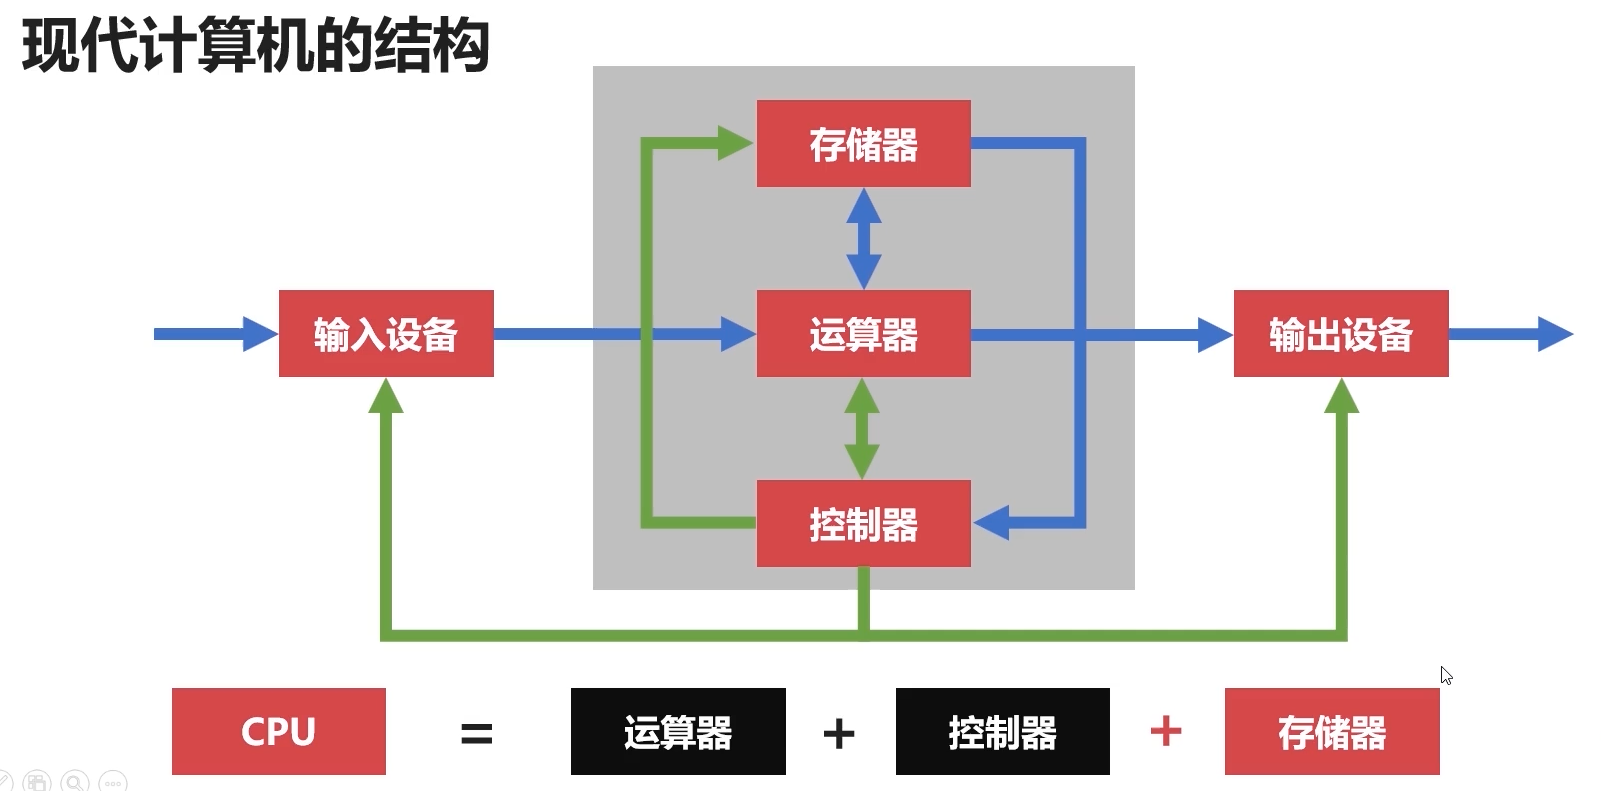 现代计算机的结构
存储器
输入设备
运算器
输出设备
控制器
CPU = 运算器 + 控制器 + 存储器